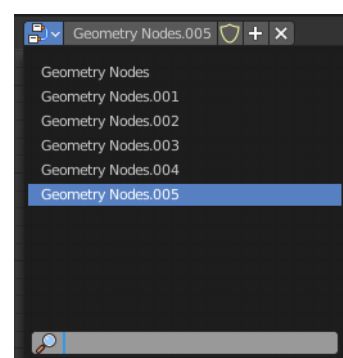 Geometry Nodes.005
Geometry Nodes
Geometry Nodes.001
Geometry Nodes.002
Geometry Nodes.003
Geometry Nodes.004
Geometry Nodes.005